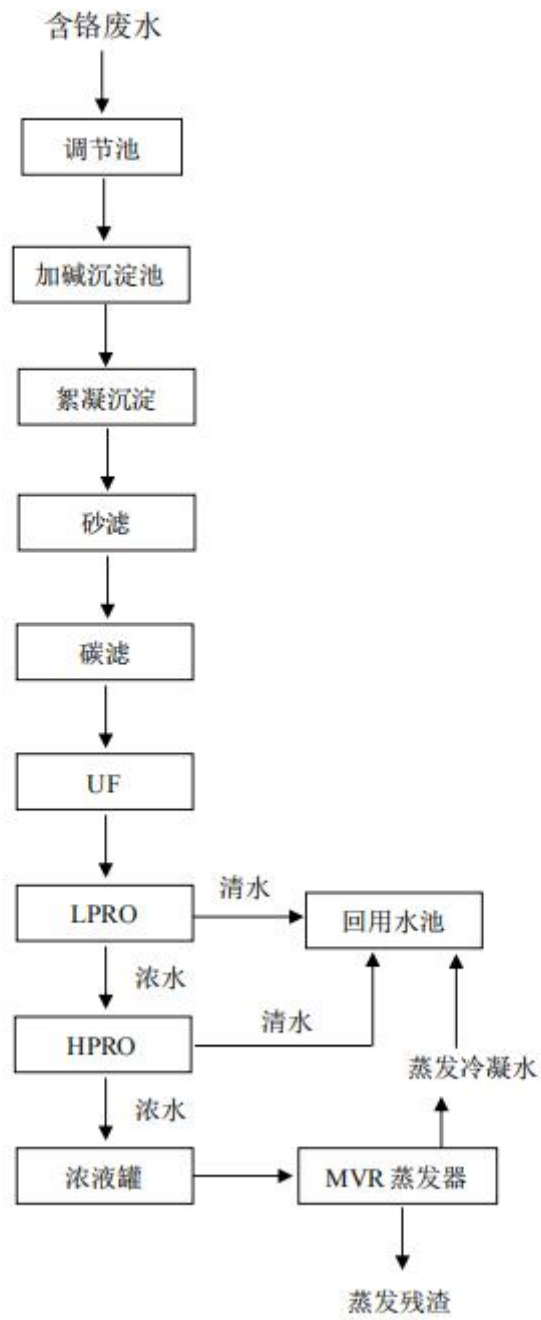 含铬废水
调节池
加碱沉淀池
絮凝沉淀
砂滤
碳滤
UF
LPRO
清水
回用水池
浓水
HPRO
清水
蒸发冷凝水
浓水
浓液罐
MVR 蒸发器
蒸发残渣